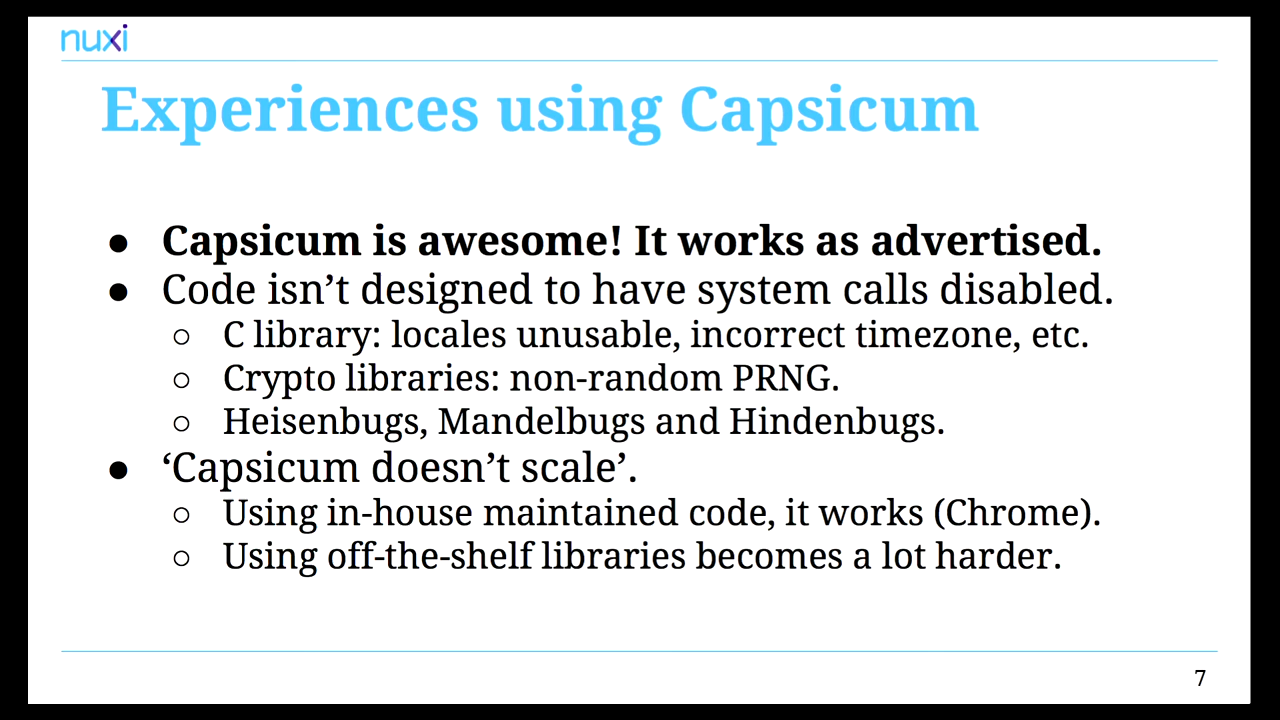 nuxi
Experiences using Capsicum
● Capsicum is awesome! It works as advertised.
● Code isn’t designed to have system calls disabled.
○ C library: locales unusable, incorrect timezone, etc.
○ Crypto libraries: non-random PRNG.
○ Heisenbugs, Mandelbugs and Hindenbugs.
● ‘Capsicum doesn’t scale’.
○ Using in-house maintained code, it works (Chrome).
○ Using off-the-shelf libraries becomes a lot harder.
7